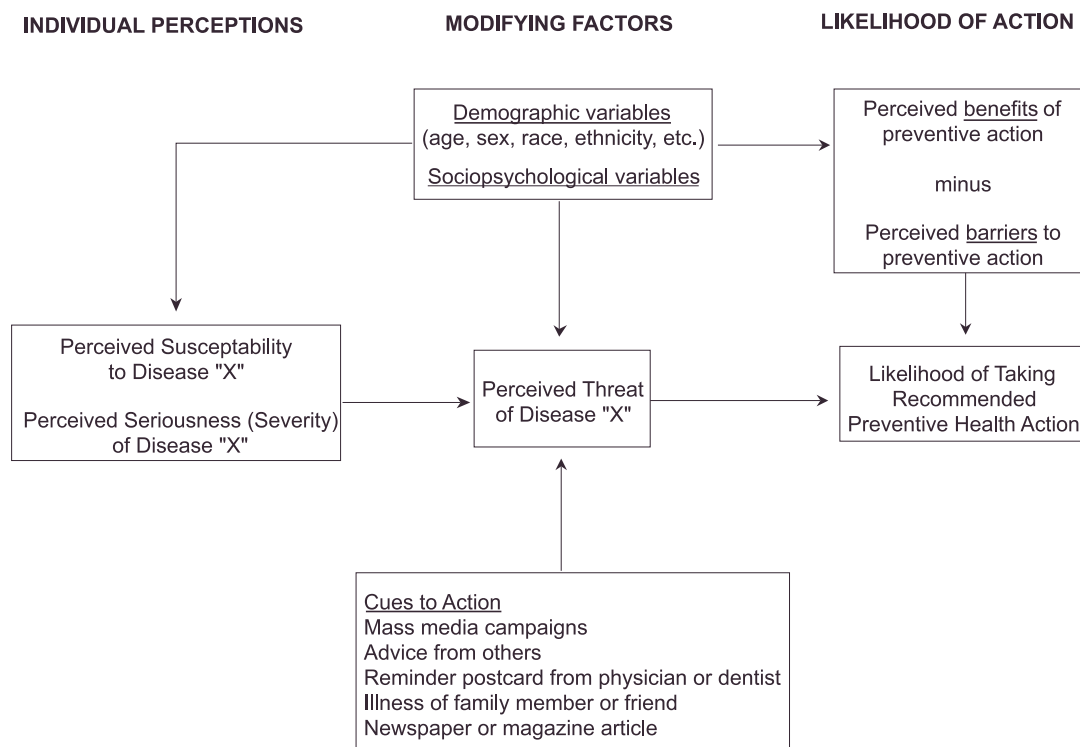 INDIVIDUAL PERCEPTIONS
MODIFYING FACTORS
LIKELIHOOD OF ACTION
Demographic variables
(age, sex, race, ethnicity, etc.)
Sociopsychological variables
Perceived benefits of
preventive action
minus
Perceived barriers to
preventive action
Perceived Susceptability
to Disease "X"
Perceived Seriousness (Severity)
of Disease "X"
Perceived Threat
of Disease "X"
Likelihood of Taking
Recommended
Preventive Health Action
Cues to Action
Mass media campaigns
Advice from others
Reminder postcard from physician or dentist
Illness of family member or friend
Newspaper or magazine article